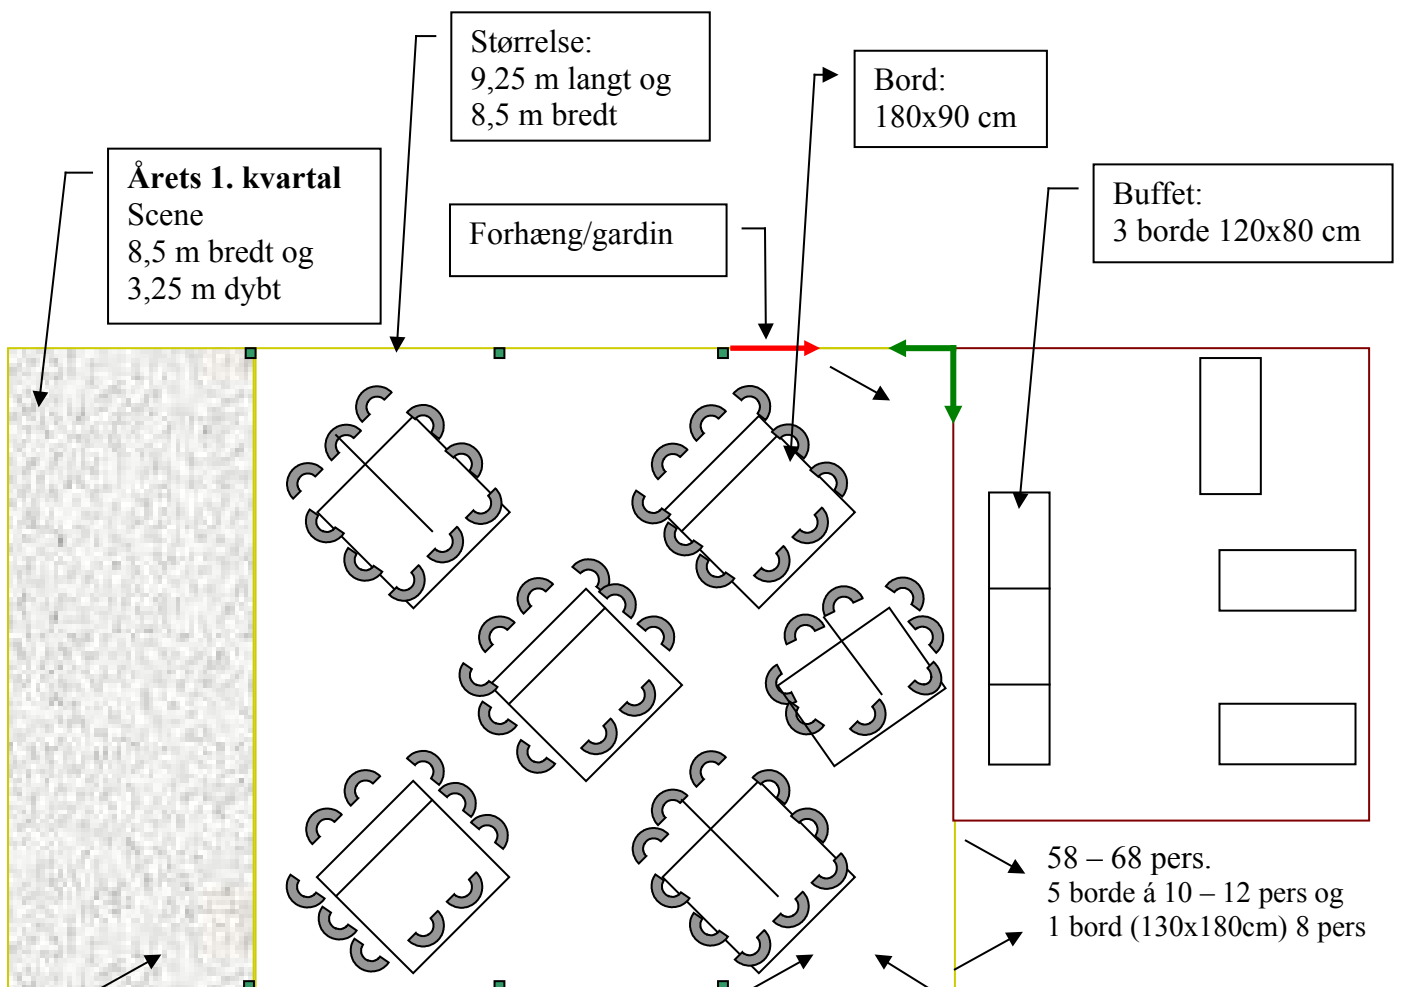 Størrelse:
9,25 m langt og
8,5 m bredt
Bord:
180x90 cm
Årets 1. kvartal
Scene
8,5 m bredt og
3,25 m dybt
Forhæng/gardin
Buffet:
3 borde 120x80 cm
58 – 68 pers.
5 borde á 10 – 12 pers og
1 bord (130x180cm) 8 pers